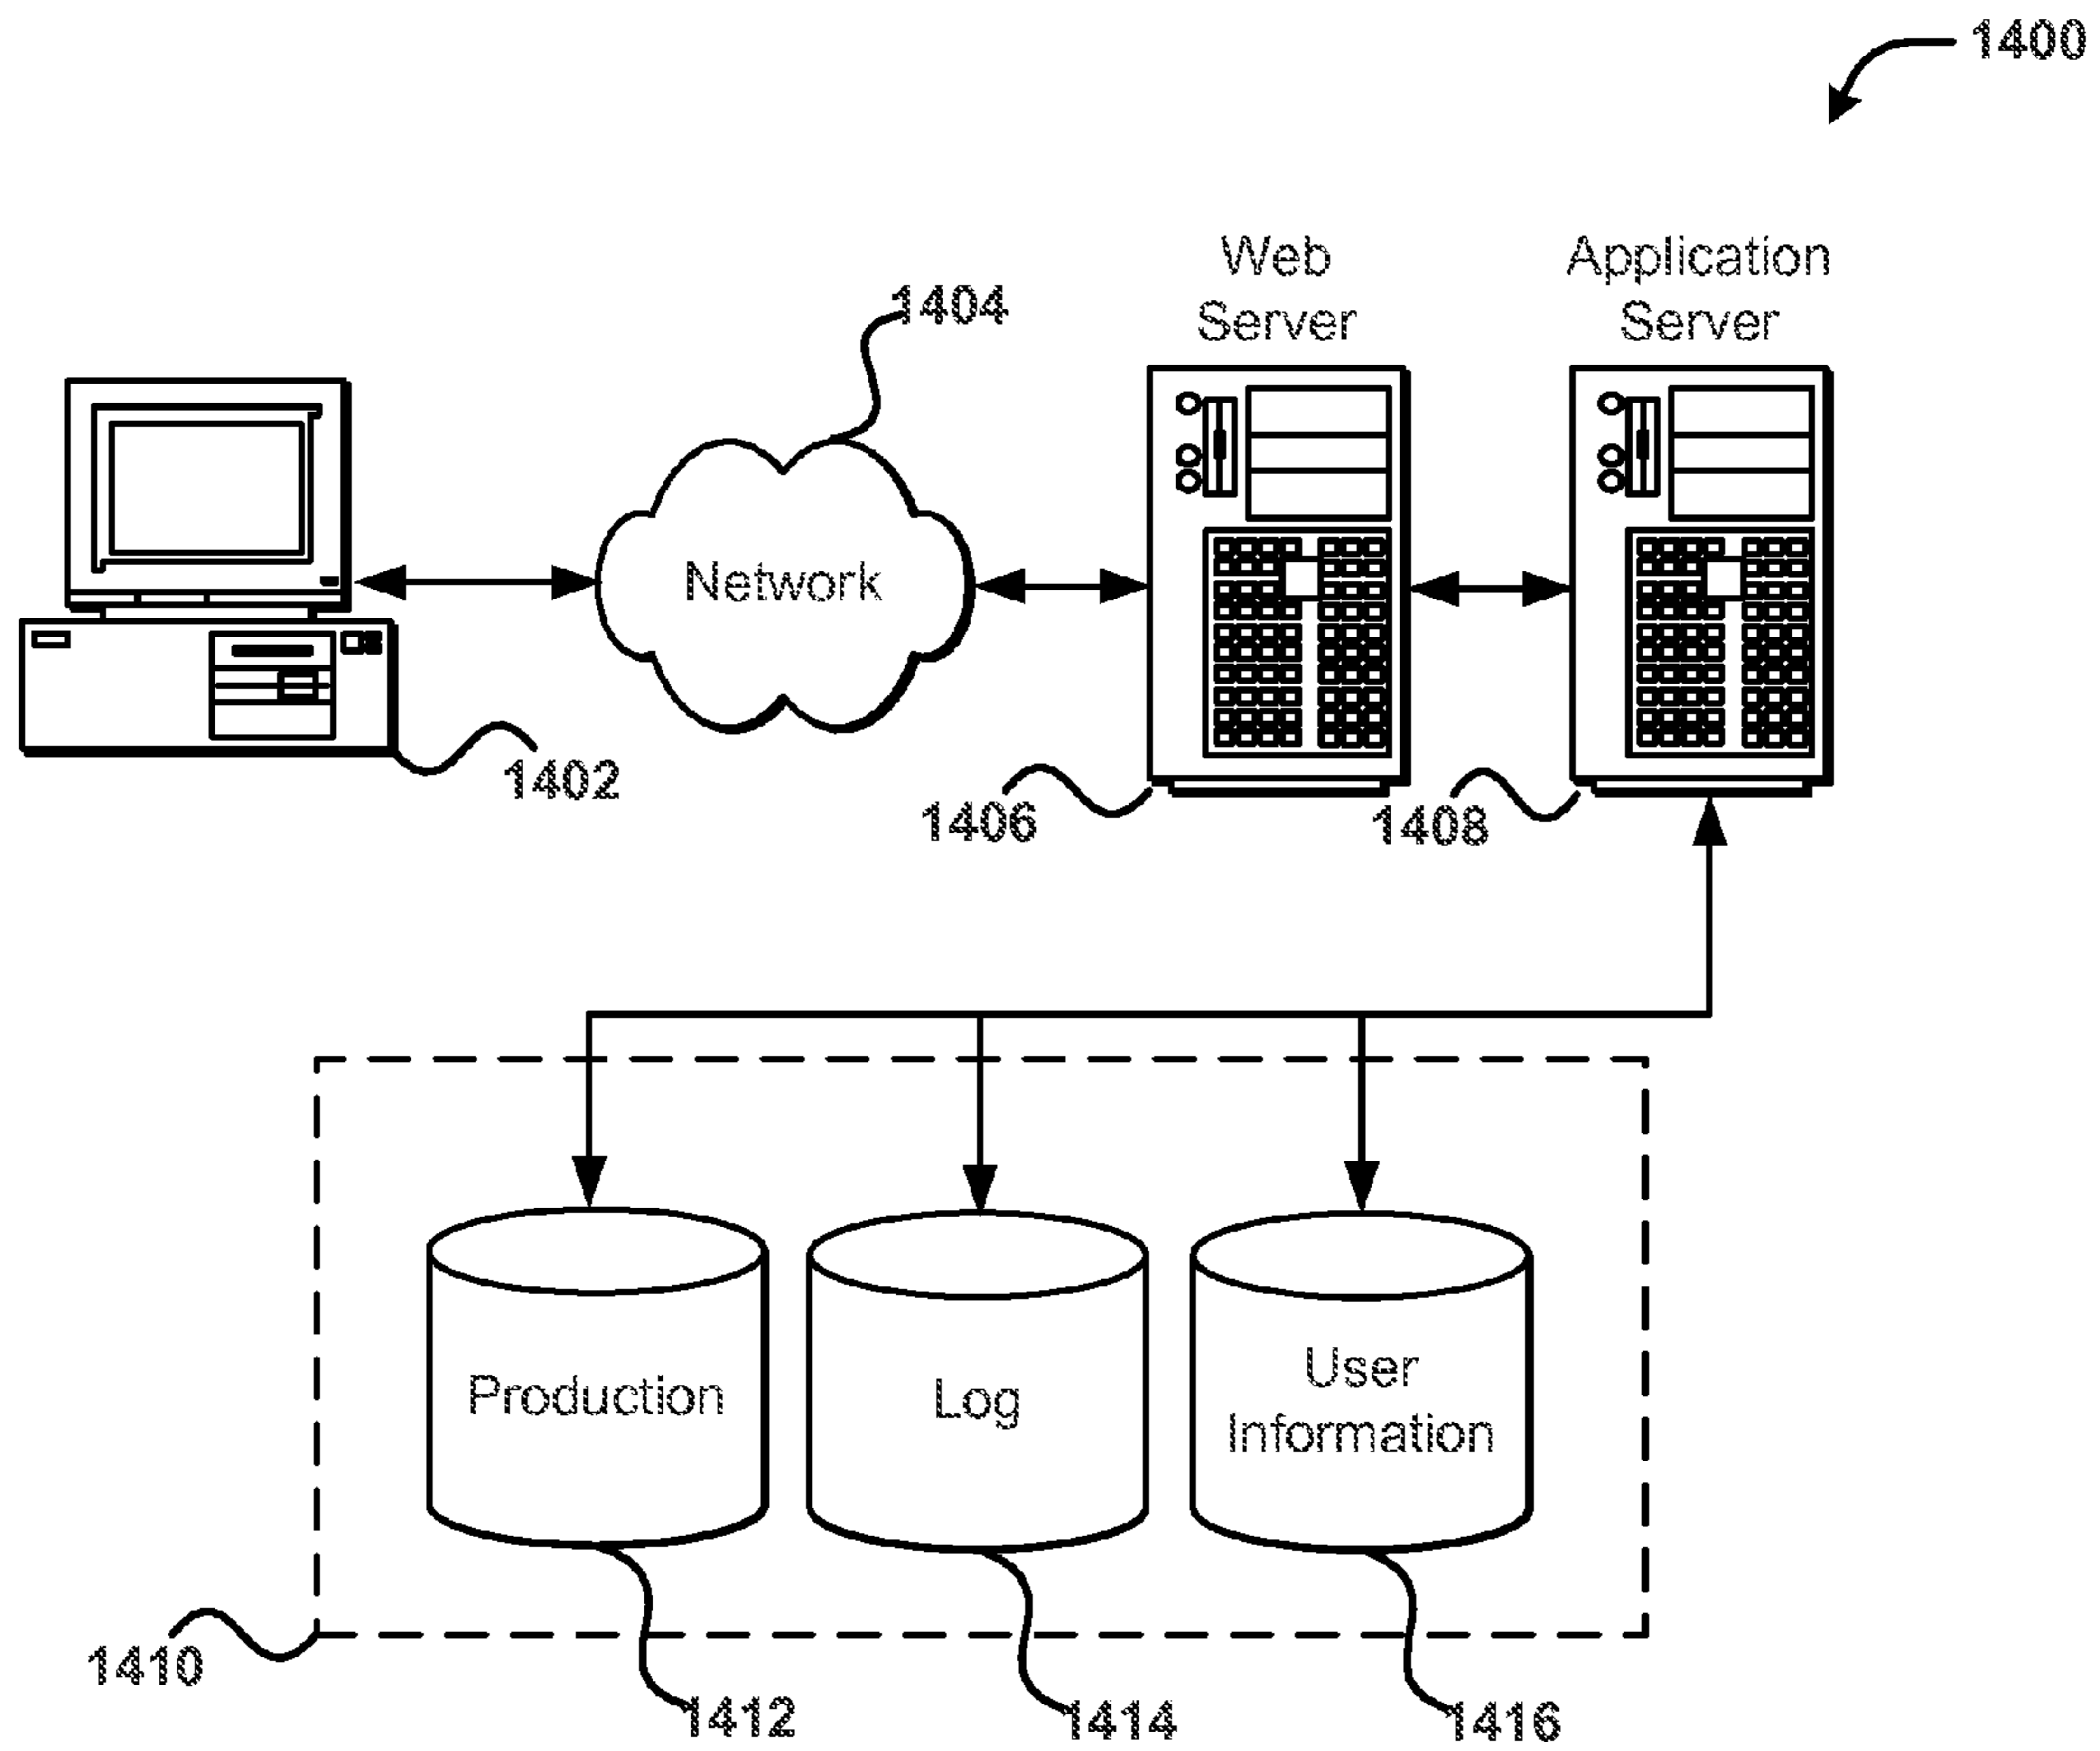 1400
Web
Server
Application
Server
1404
Network
1402
1406
1408
Production
Log
User
Information
1410
1412
1414
1416